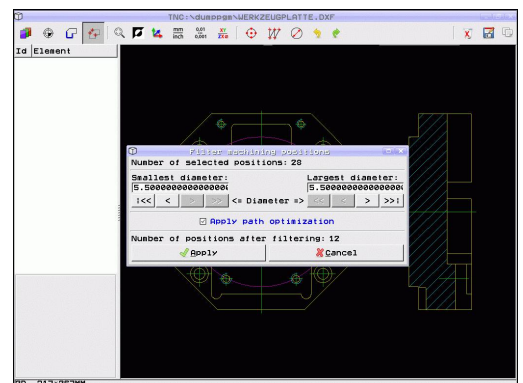 TNC:\dumppgm\WERKZEUGPLATTE.DXF
mm
inch
0,01
0,001
XY
Id Element
Filter machining positions
Number of selected positions: 28
Smallest diameter: Largest diameter:
5.5000000000000000 5.5000000000000000
|<< < > >> <= Diameter => << < > >>|
Apply path optimization
Number of positions after filtering: 12
Apply Cancel